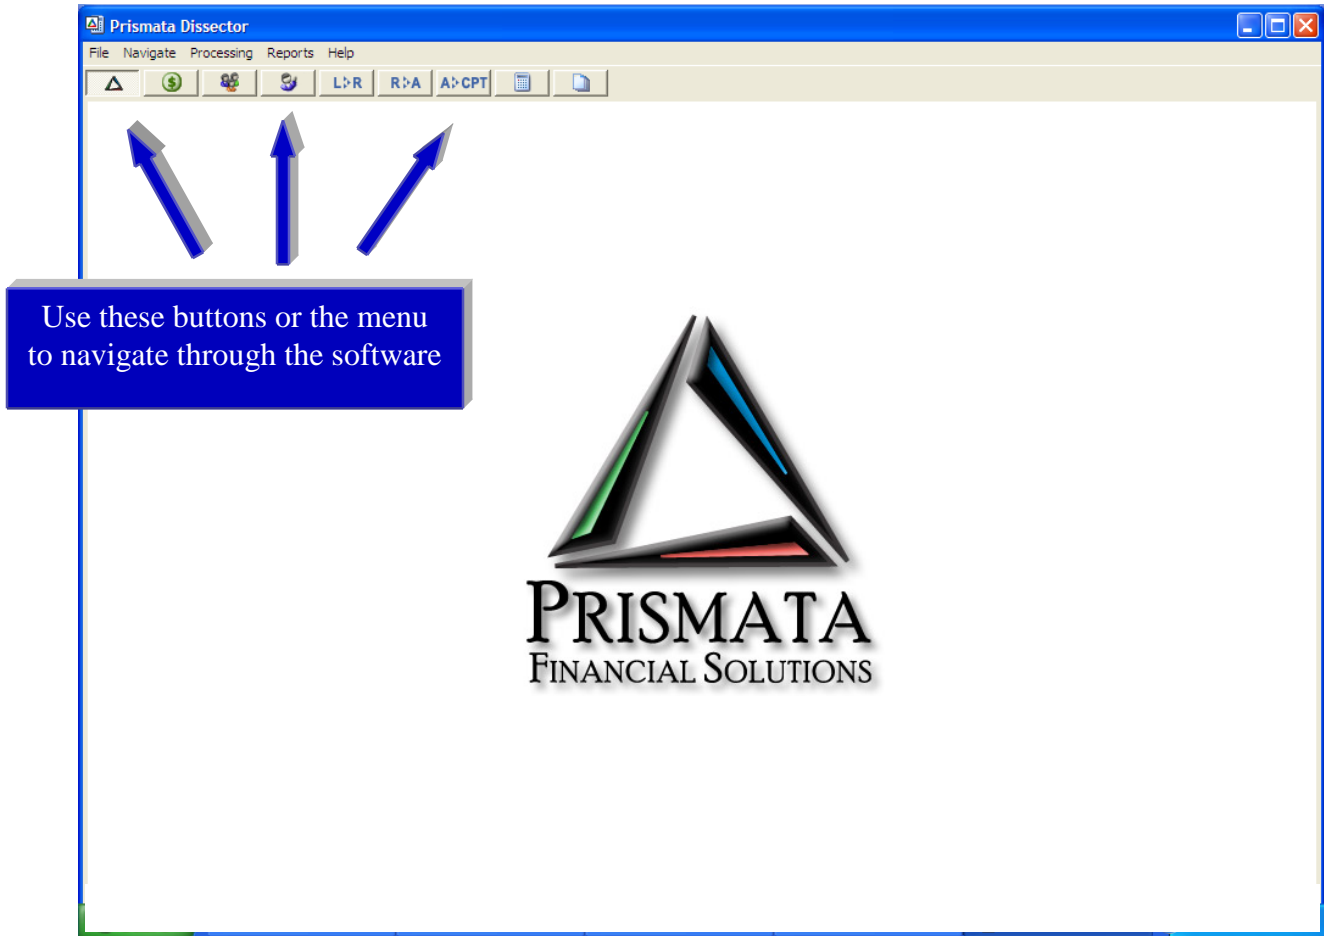 Prismata Dissector
File Navigate Processing Reports Help
L>R R>A A>CPT
Use these buttons or the menu
to navigate through the software
PRISMATA
FINANCIAL SOLUTIONS